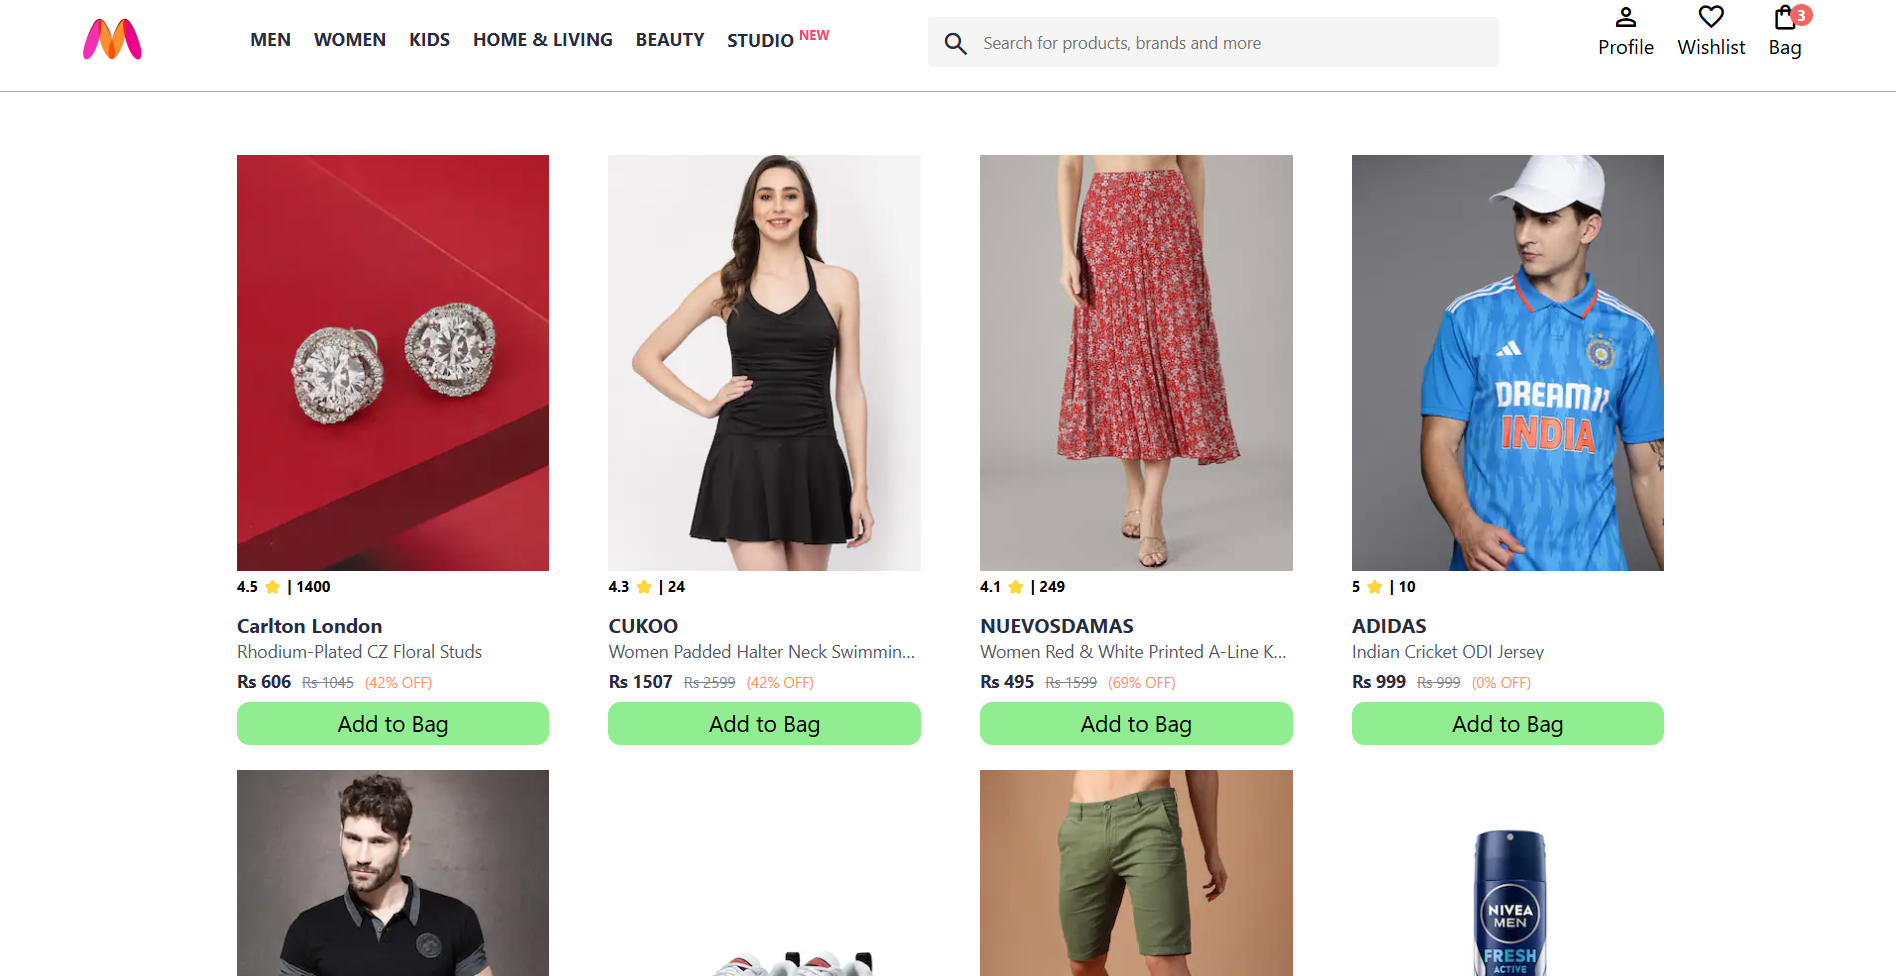 MEN WOMEN KIDS HOME & LIVING BEAUTY STUDIO NEW
Search for products, brands and more
Profile Wishlist Bag 3
DREAM11
INDIA
4.5 | 1400
Carlton London
Rhodium-Plated CZ Floral Studs
Rs 606 Rs 1045 (42% OFF)
Add to Bag
4.3 | 24
CUKOO
Women Padded Halter Neck Swimmin...
Rs 1507 Rs 2599 (42% OFF)
Add to Bag
4.1 | 249
NUEVOSDAMAS
Women Red & White Printed A-Line K...
Rs 495 Rs 1599 (69% OFF)
Add to Bag
5 | 10
ADIDAS
Indian Cricket ODI Jersey
Rs 999 Rs 999 (0% OFF)
Add to Bag
NIVEA
MEN
FRESH
ACTIVE